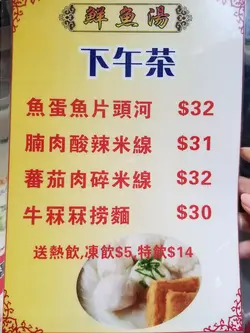 鮮魚湯
下午茶
魚蛋魚片頭河 $32
腩肉酸辣米線 $31
蕃茄肉碎米線 $32
牛冧冧撈麵 $30
送熱飲,凍飲$5,特飲$14